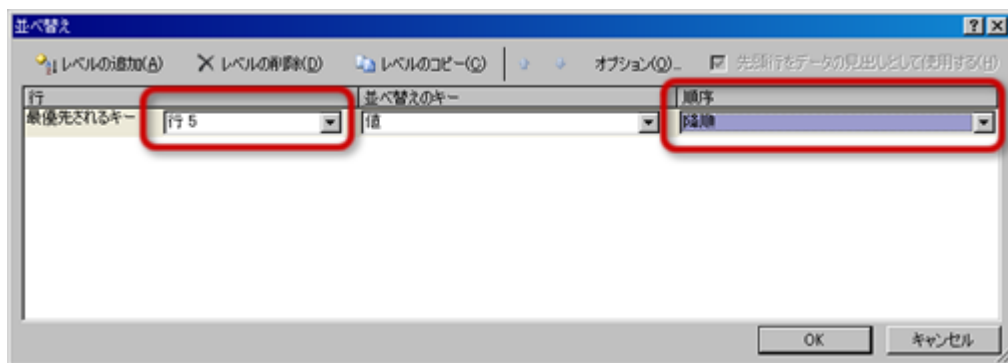 並べ替え
レベルの追加(A) レベルの削除(D) レベルのコピー(C) オプション(O)... 先頭行をデータの見出しとして使用する(H)
行 並べ替えのキー 順序
最優先されるキー 行 5 値 降順
OK キャンセル